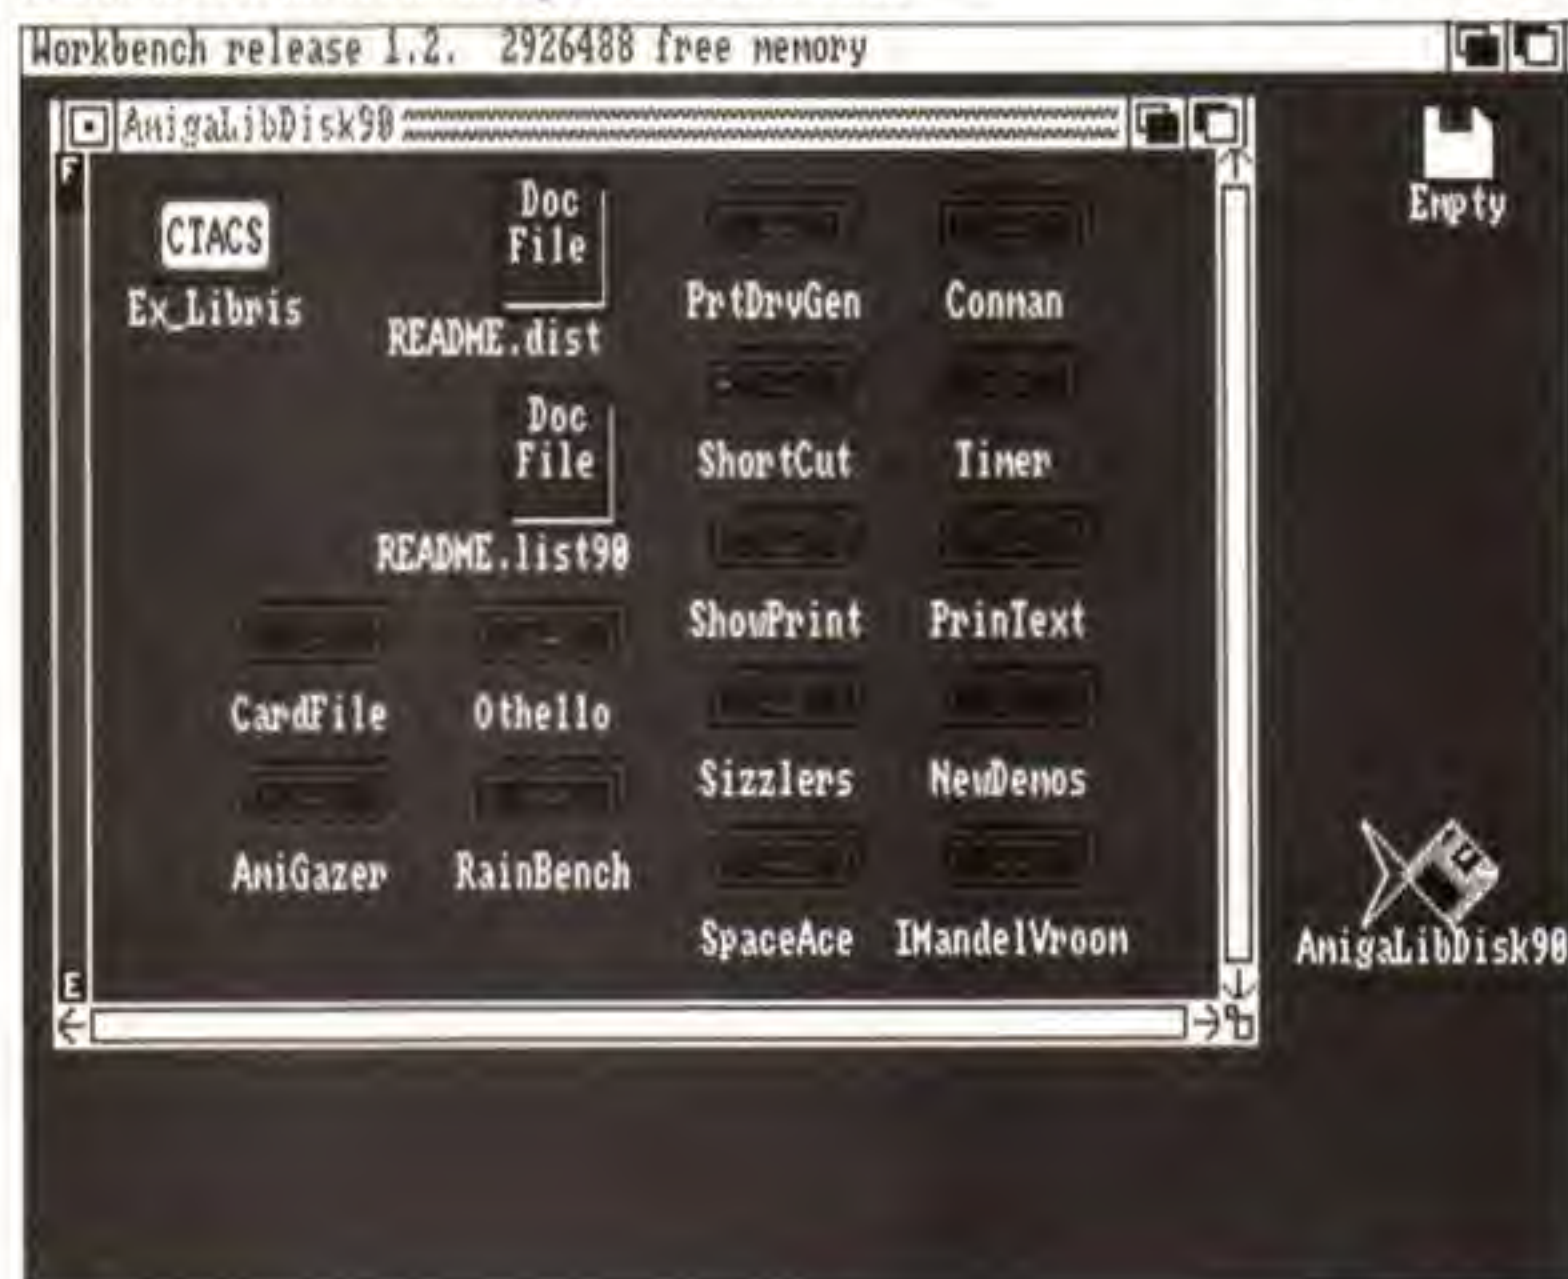 Workbench release 1.2. 2926488 free memory
AmigaLibDisk90
F
CTACS
Ex_Libris
Doc
File
README.dist
PrtDrvGen
Conman
Empty
Doc
File
README.list90
ShortCut
Timer
ShowPrint
PrinText
CardFile
Othello
Sizzlers
NewDemos
AmiGazer
RainBench
SpaceAce
IMandelVroom
AmigaLibDisk90
E